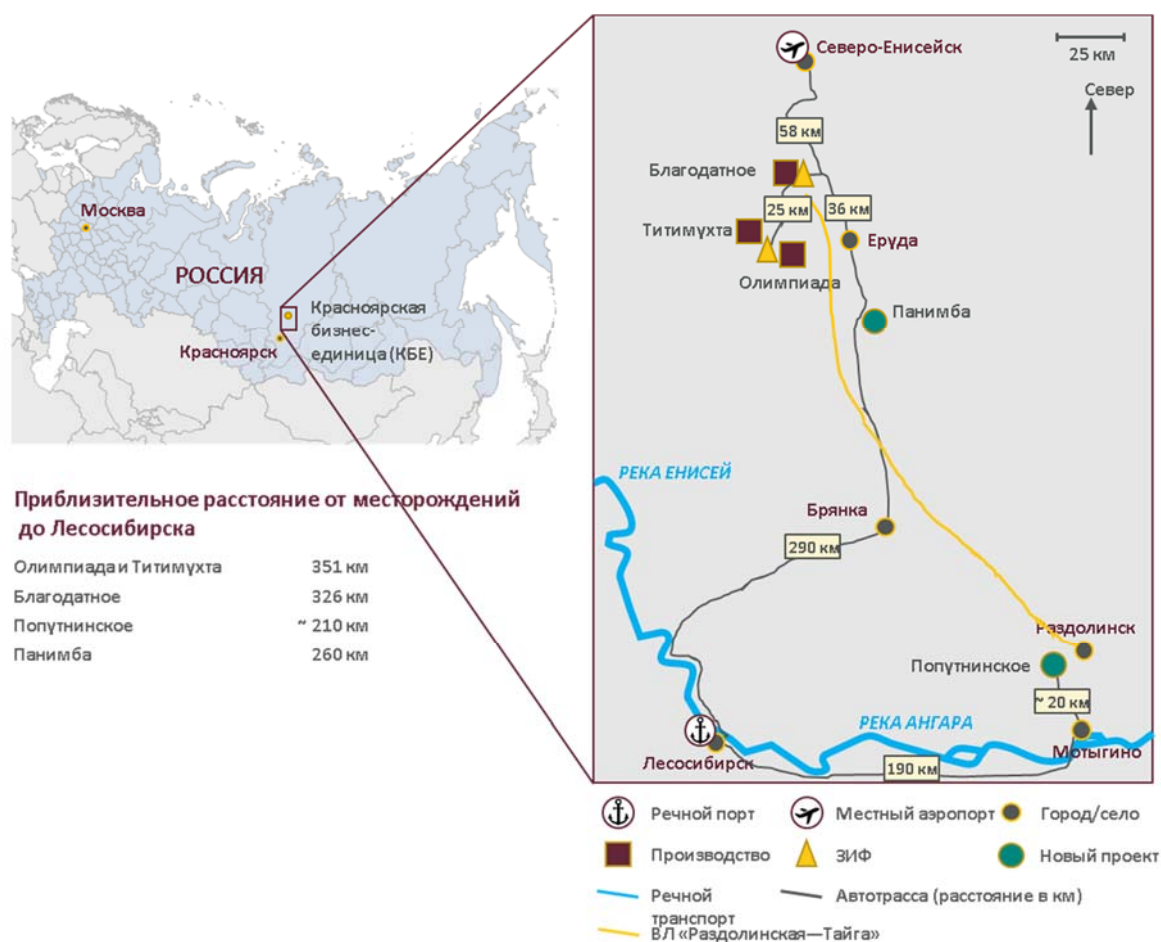 Москва
РОССИЯ
Красноярская
бизнес-
единица (КБЕ)
Красноярск
Приблизительное расстояние от месторождений
до Лесосибирска
Олимпиада и Титимухта 351 км
Благодатное 326 км
Попутнинское ~ 210 км
Панимба 260 км
Северо-Енисейск
25 км
Север
58 км
Благодатное
25 км
36 км
Титимухта
Еруда
Олимпиада
Панимба
РЕКА ЕНИСЕЙ
Брянка
290 км
Раздолинск
Попутнинское
~ 20 км
РЕКА АНГАРА
Мотыгино
Лесосибирск
190 км
Речной порт
Местный аэропорт
Город/село
Производство
ЗИФ
Новый проект
Речной
транспорт
Автотрасса (расстояние в км)
ВЛ «Раздолинская—Тайга»